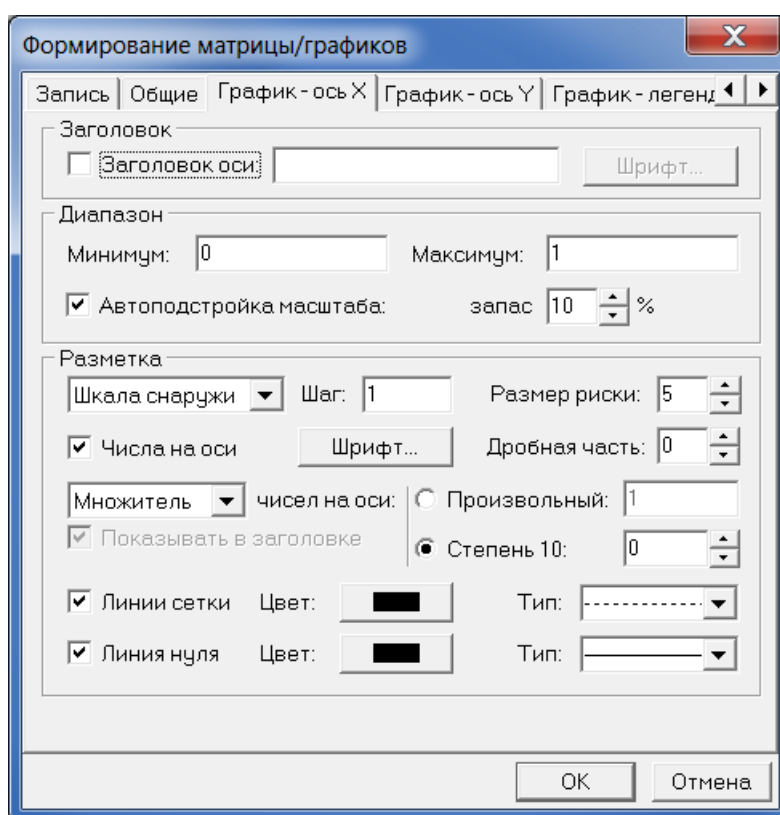 Формирование матрицы/графиков
Запись Общие График - ось X График - ось Y График - леген
Заголовок
Заголовок оси: Шрифт...
Диапазон
Минимум: 0 Максимум: 1
Автоподстройка масштаба: запас 10 %
Разметка
Шкала снаружи Шаг: 1 Размер риски: 5
Числа на оси Шрифт... Дробная часть: 0
Множитель чисел на оси: Произвольный: 1
Показывать в заголовке Степень 10: 0
Линии сетки Цвет: Тип:
Линия нуля Цвет: Тип:
OK Отмена